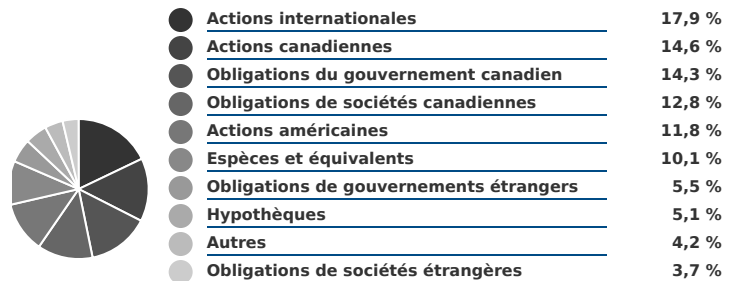 Actions internationales 17,9 %
Actions canadiennes 14,6 %
Obligations du gouvernement canadien 14,3 %
Obligations de sociétés canadiennes 12,8 %
Actions américaines 11,8 %
Espèces et équivalents 10,1 %
Obligations de gouvernements étrangers 5,5 %
Hypothèques 5,1 %
Autres 4,2 %
Obligations de sociétés étrangères 3,7 %